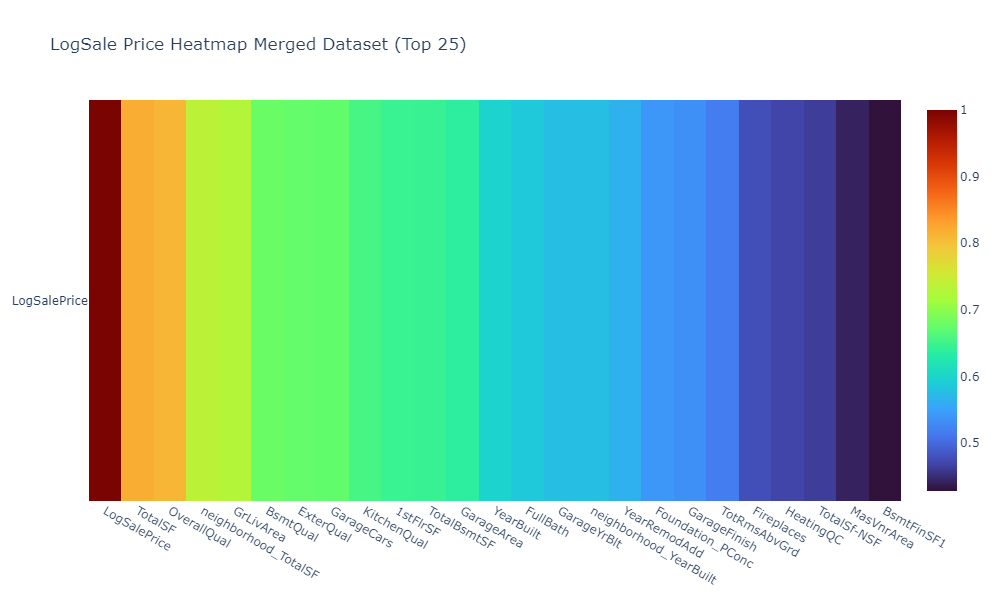 LogSale Price Heatmap Merged Dataset (Top 25)
LogSalePrice
1
0.9
0.8
0.7
0.6
0.5
LogSalePrice
TotalSF
OverallQual
neighborhood_TotalSF
GrLivArea
BsmtQual
ExterQual
GarageCars
KitchenQual
1stFlrSF
TotalBsmtSF
GarageArea
YearBuilt
FullBath
GarageYrBlt
neighborhood_YearBuilt
YearRemodAdd
Foundation_PConc
GarageFinish
TotRmsAbvGrd
Fireplaces
HeatingQC
TotalSF-NSF
MasVnrArea
BsmtFinSF1